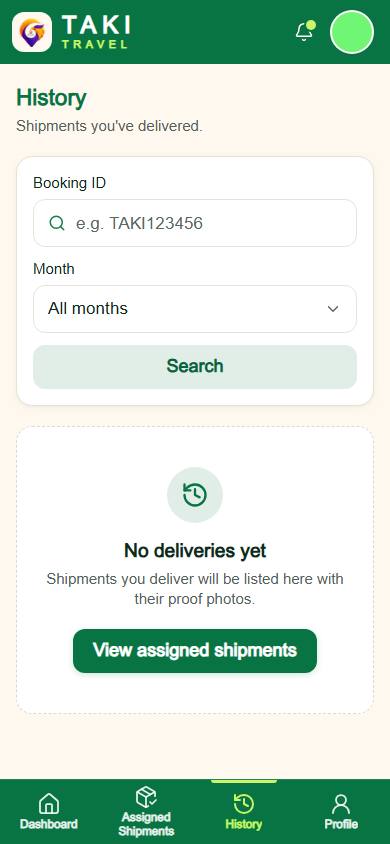 TAKI
TRAVEL
History
Shipments you've delivered.
Booking ID
e.g. TAKI123456
Month
All months
Search
No deliveries yet
Shipments you deliver will be listed here with
their proof photos.
View assigned shipments
Dashboard
Assigned
Shipments
History
Profile